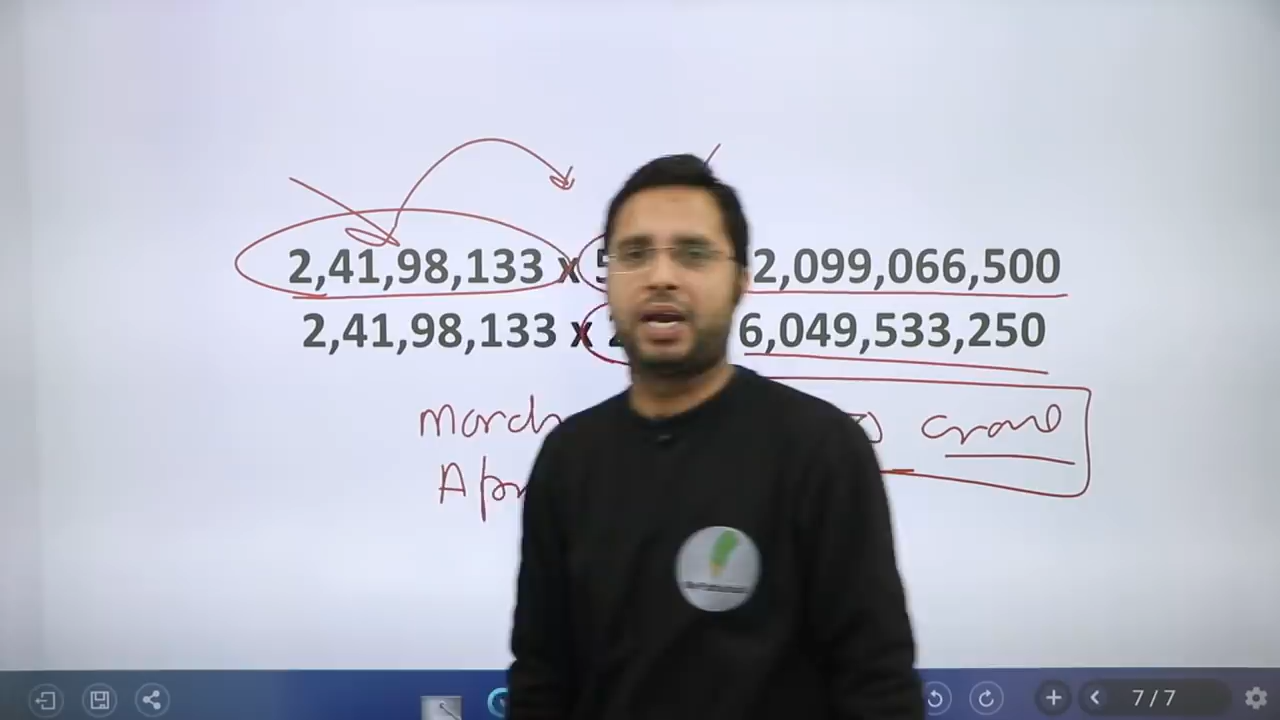 2,41,98,133 x 5 2,099,066,500
2,41,98,133 x 6,049,533,250
March crore
Apr
7 / 7